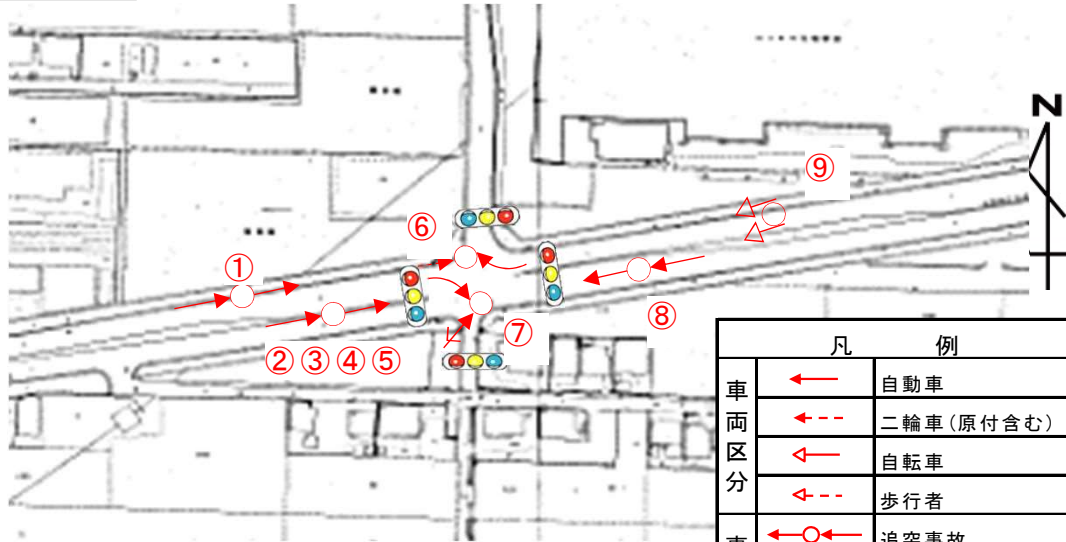 N
⑨
⑥
①
⑦
⑧
②③④⑤
凡 例
車両区分
自動車
二輪車(原付含む)
自転車
歩行者
追突事故